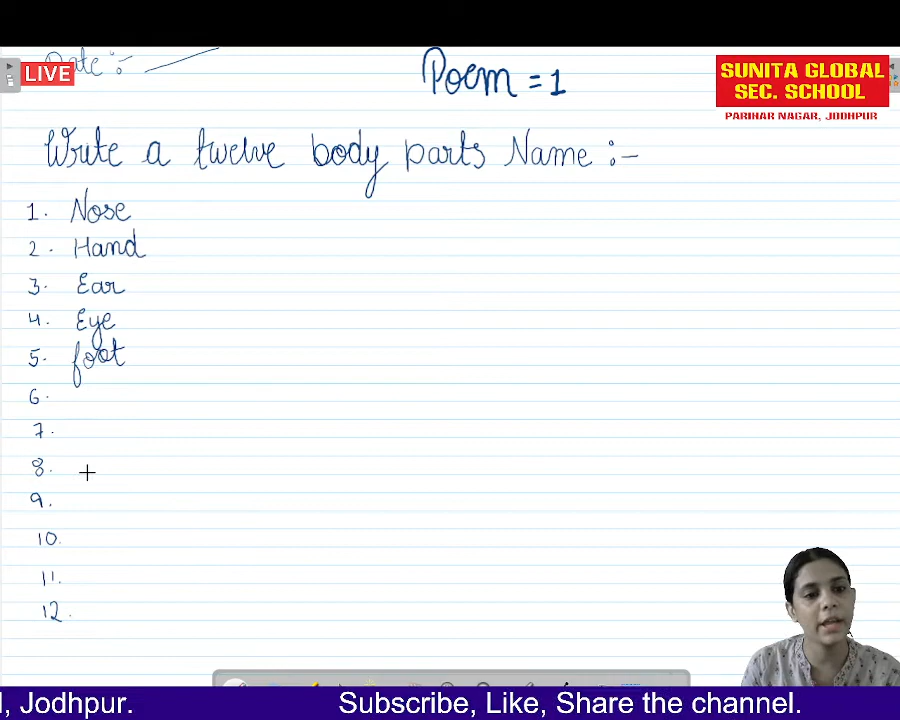 Date :-
LIVE
Poem = 1
SUNITA GLOBAL
SEC. SCHOOL
PARIHAR NAGAR, JODHPUR
Write a twelve body parts Name :-
1. Nose
2. Hand
3. Ear
4. Eye
5. foot
6.
7.
8.
9.
10.
11.
12.
, Jodhpur. Subscribe, Like, Share the channel.